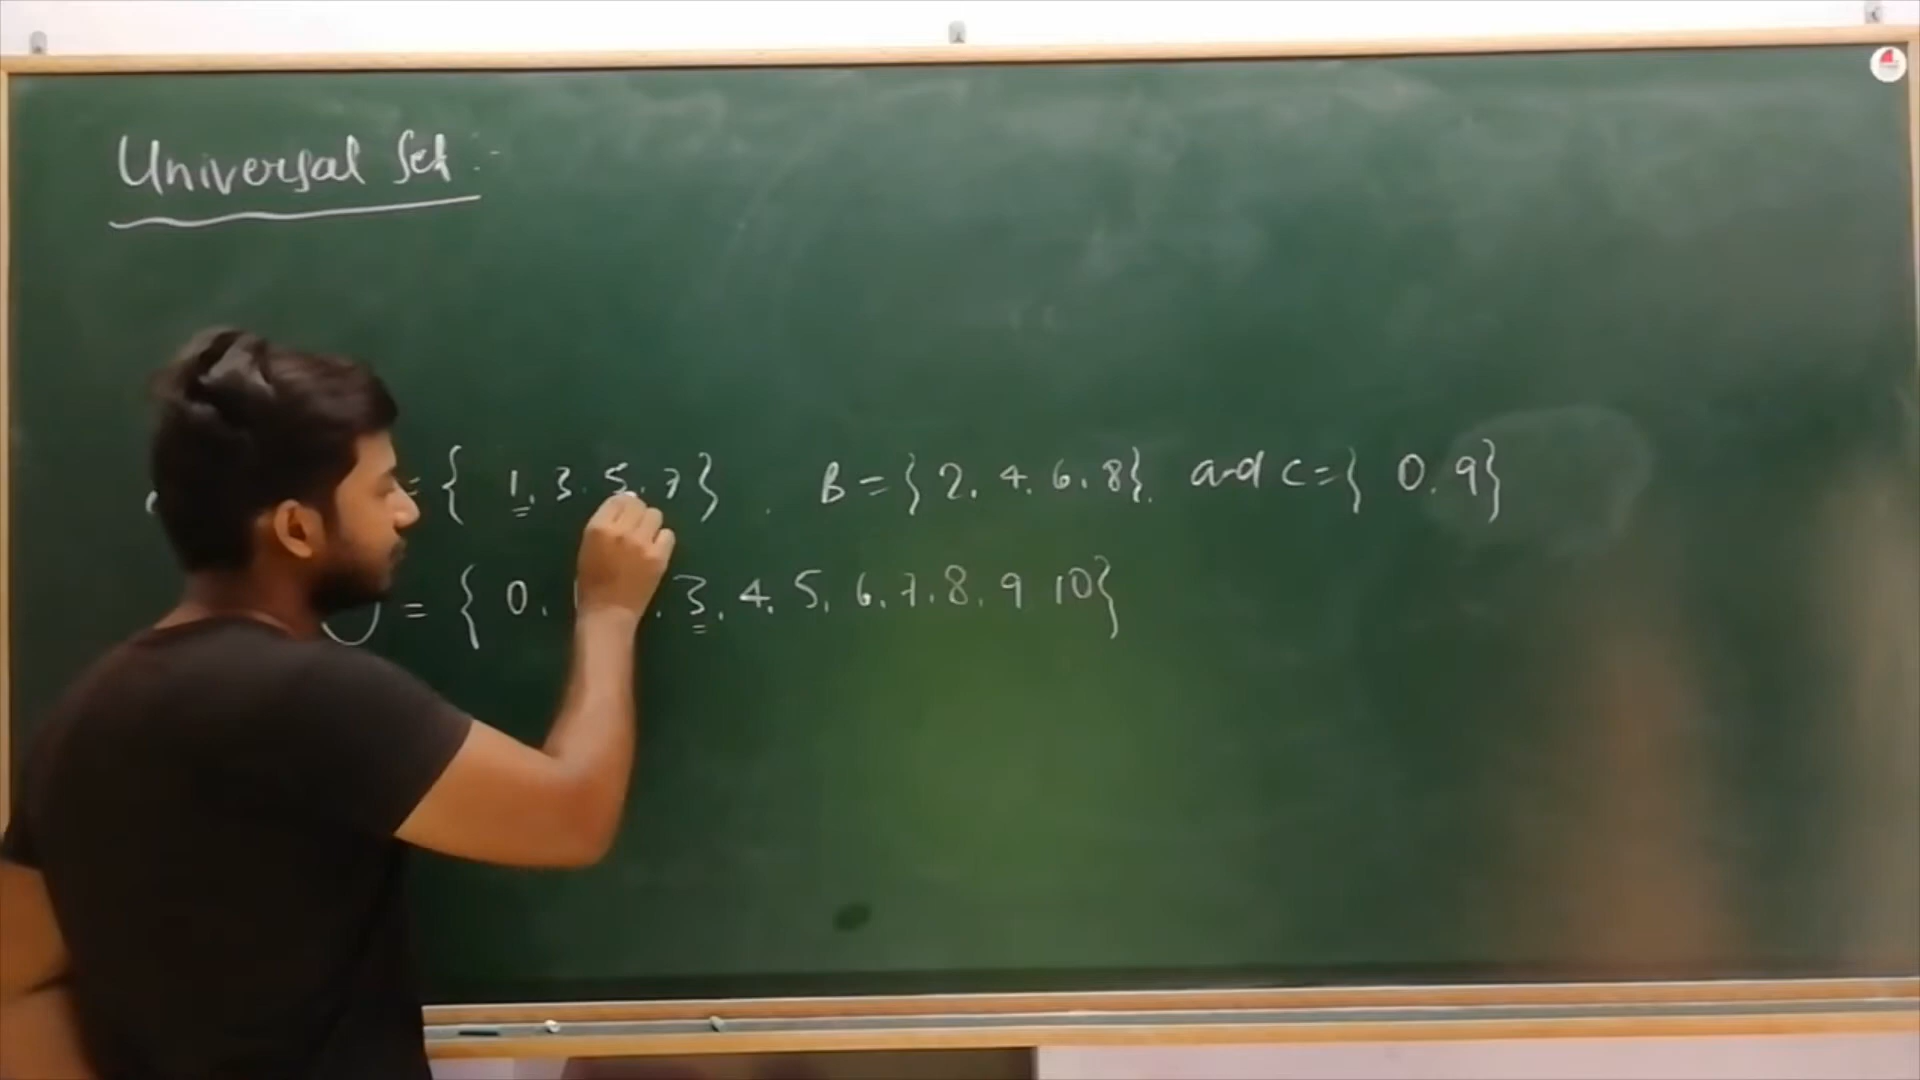 Universal Set :-
= { 1, 3, 5, 7 } , B = { 2, 4, 6, 8 }, and C = { 0, 9 }
U = { 0, 3, 4, 5, 6, 7, 8, 9 10 }